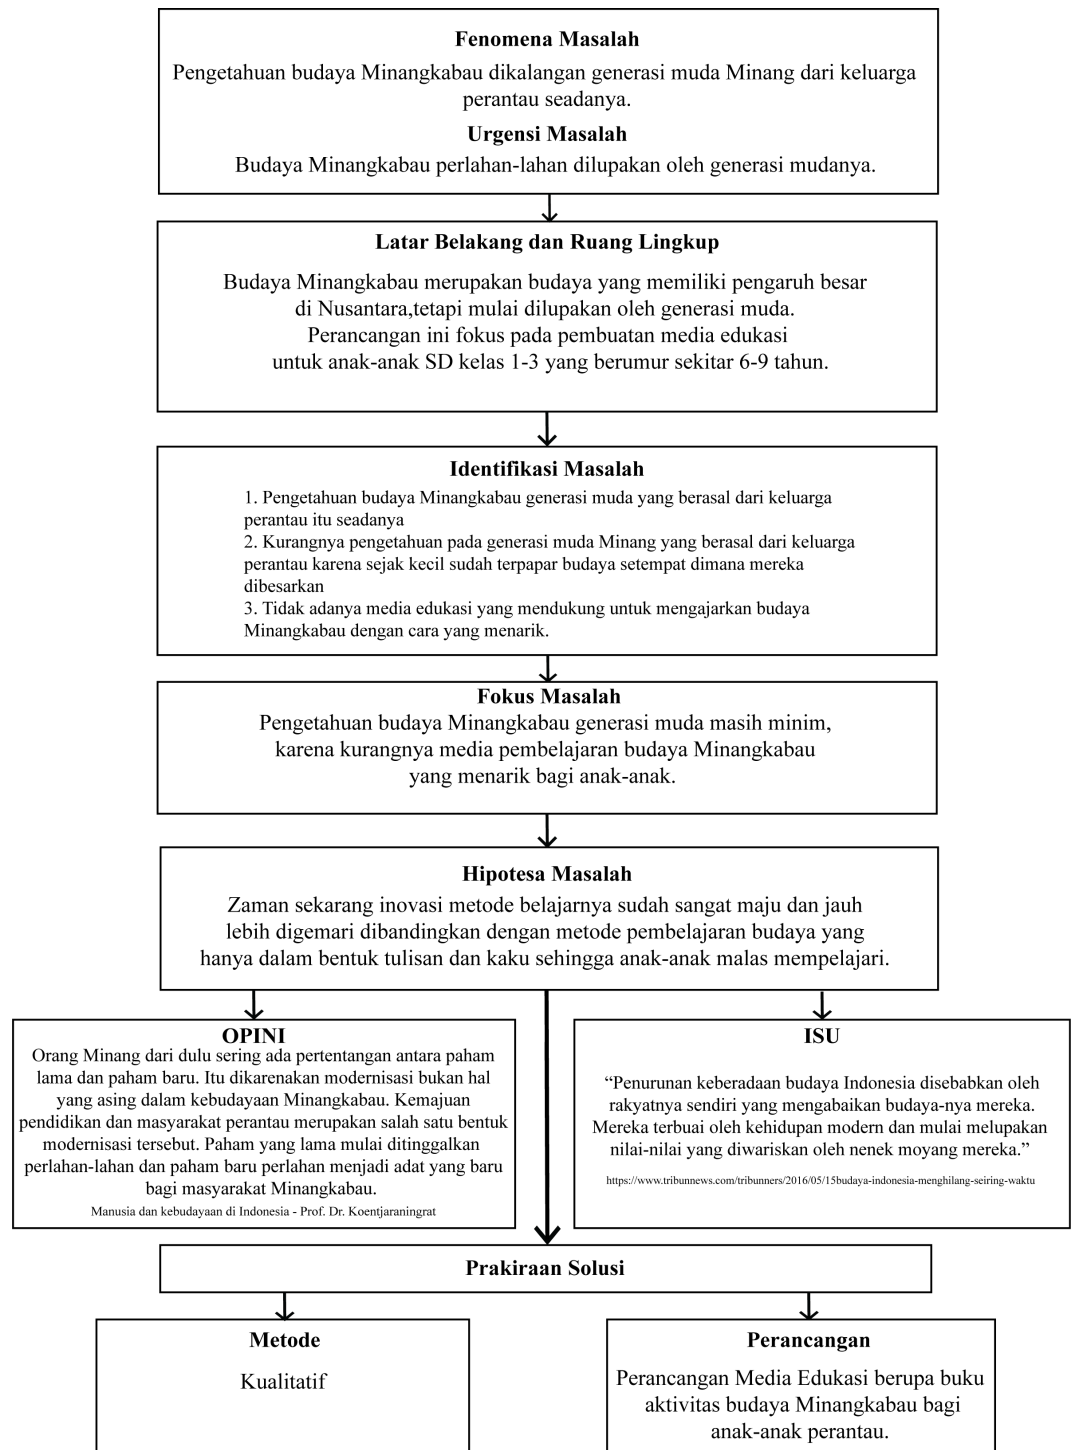 Fenomena Masalah
Pengetahuan budaya Minangkabau dikalangan generasi muda Minang dari keluarga
perantau seadanya.
Urgensi Masalah
Budaya Minangkabau perlahan-lahan dilupakan oleh generasi mudanya.
Latar Belakang dan Ruang Lingkup
Budaya Minangkabau merupakan budaya yang memiliki pengaruh besar
di Nusantara,tetapi mulai dilupakan oleh generasi muda.
Perancangan ini fokus pada pembuatan media edukasi
untuk anak-anak SD kelas 1-3 yang berumur sekitar 6-9 tahun.
Identifikasi Masalah
1. Pengetahuan budaya Minangkabau generasi muda yang berasal dari keluarga
perantau itu seadanya
2. Kurangnya pengetahuan pada generasi muda Minang yang berasal dari keluarga
perantau karena sejak kecil sudah terpapar budaya setempat dimana mereka
dibesarkan
3. Tidak adanya media edukasi yang mendukung untuk mengajarkan budaya
Minangkabau dengan cara yang menarik.
Fokus Masalah
Pengetahuan budaya Minangkabau generasi muda masih minim,
karena kurangnya media pembelajaran budaya Minangkabau
yang menarik bagi anak-anak.
Hipotesa Masalah
Zaman sekarang inovasi metode belajarnya sudah sangat maju dan jauh
lebih digemari dibandingkan dengan metode pembelajaran budaya yang
hanya dalam bentuk tulisan dan kaku sehingga anak-anak malas mempelajari.
OPINI
Orang Minang dari dulu sering ada pertentangan antara paham
lama dan paham baru. Itu dikarenakan modernisasi bukan hal
yang asing dalam kebudayaan Minangkabau. Kemajuan
pendidikan dan masyarakat perantau merupakan salah satu bentuk
modernisasi tersebut. Paham yang lama mulai ditinggalkan
perlahan-lahan dan paham baru perlahan menjadi adat yang baru
bagi masyarakat Minangkabau.
Manusia dan kebudayaan di Indonesia - Prof. Dr. Koentjaraningrat
ISU
“Penurunan keberadaan budaya Indonesia disebabkan oleh
rakyatnya sendiri yang mengabaikan budaya-nya mereka.
Mereka terbuai oleh kehidupan modern dan mulai melupakan
nilai-nilai yang diwariskan oleh nenek moyang mereka.”
https://www.tribunnews.com/tribunners/2016/05/15budaya-indonesia-menghilang-seiring-waktu
Prakiraan Solusi
Metode
Kualitatif
Perancangan
Perancangan Media Edukasi berupa buku
aktivitas budaya Minangkabau bagi
anak-anak perantau.